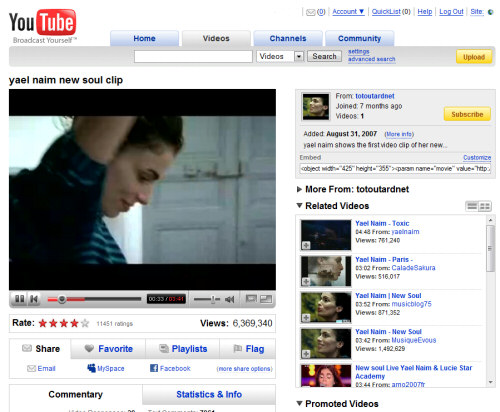 You Tube
Broadcast Yourself™
(0) | Account ▼ | QuickList (0) | Help | Log Out | Site:
Home
Videos
Channels
Community
Videos
Search
settings
advanced search
Upload
yael naim new soul clip
From: totoutardnet
Joined: 7 months ago
Videos: 1
Subscribe
Added: August 31, 2007 (More info)
yael naim shows the first video clip of her new...
Embed
Customize
<object width="425" height="355"><param name="movie" value="http...
More From: totoutardnet
Related Videos
Yael Naim - Toxic
04:48 From: yaelnaim
Views: 761,240
Yael Naim - Paris -
03:02 From: CaladeSakura
Views: 516,017
Yael Naim | New Soul
03:52 From: musicblog75
Views: 871,352
Yael Naim - New Soul
03:42 From: MusiqueEvous
Views: 1,492,629
New soul Live Yael Naim & Lucie Star
Academy
03:44 From: amo2007fr
Promoted Videos
00:33 / 03:41
Rate:
11451 ratings
Views: 6,369,340
Share
Favorite
Playlists
Flag
Email
MySpace
Facebook
(more share options)
Commentary
Statistics & Info